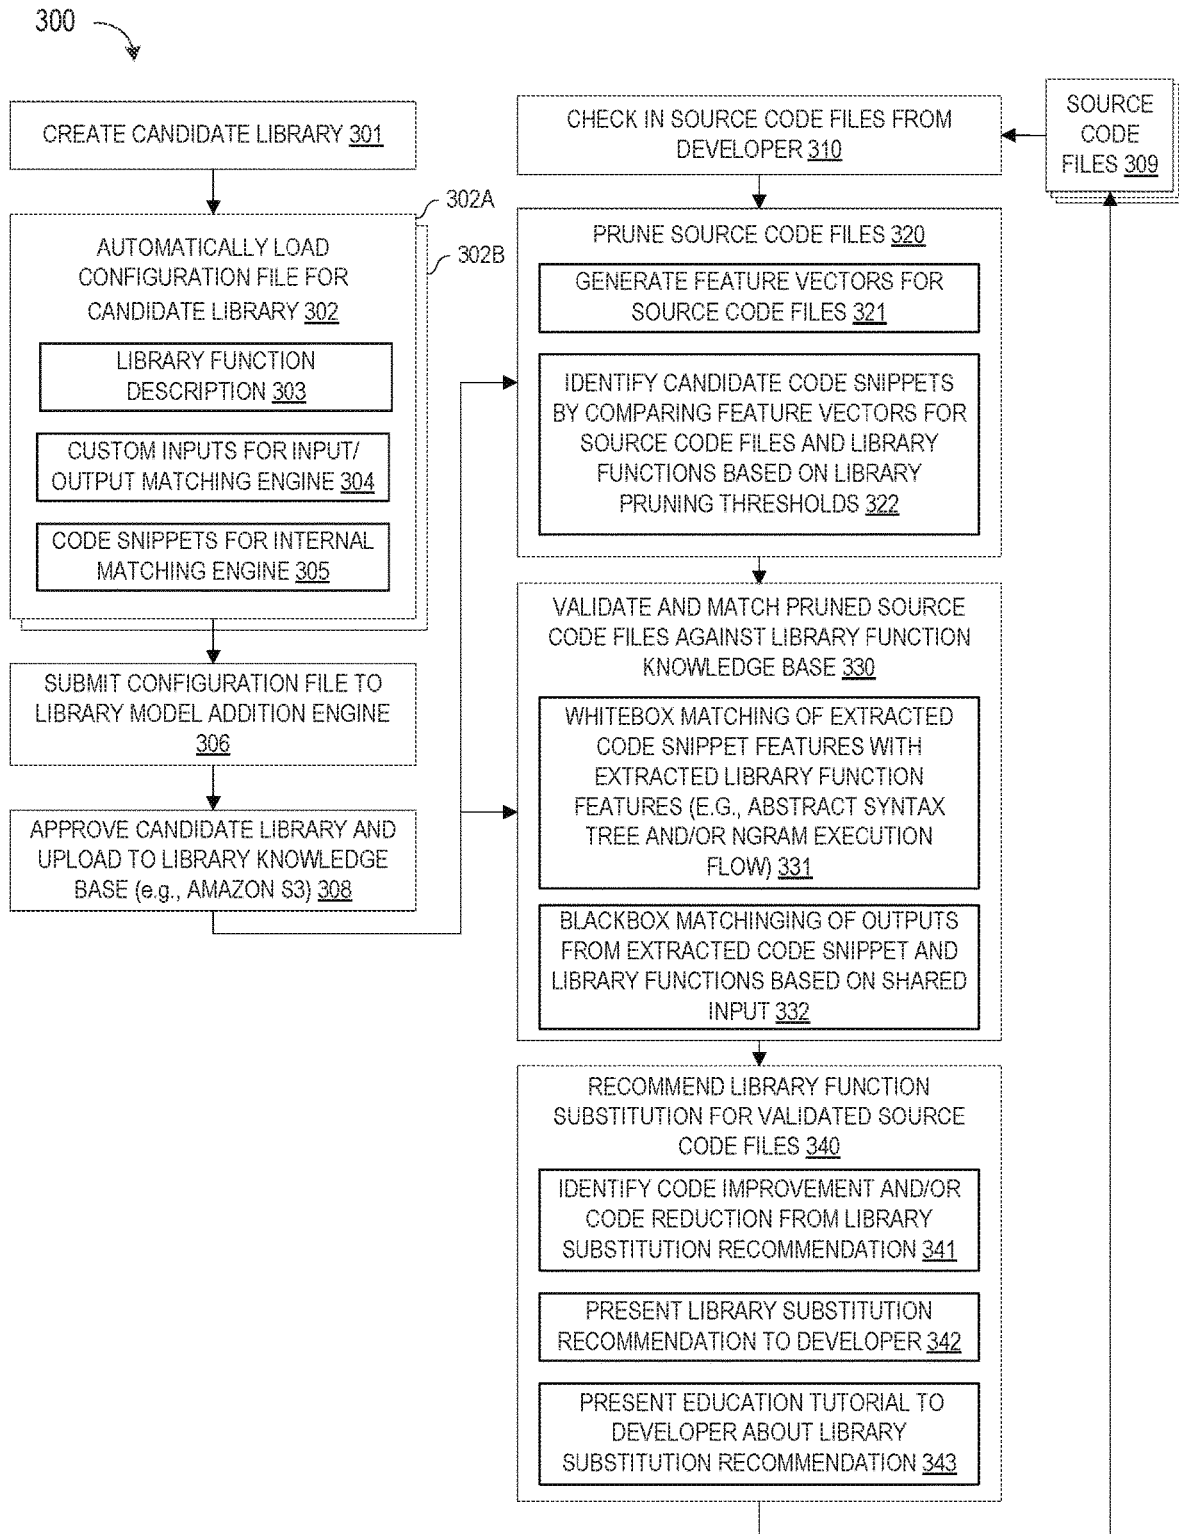 300
CREATE CANDIDATE LIBRARY 301
302A
302B
AUTOMATICALLY LOAD
CONFIGURATION FILE FOR
CANDIDATE LIBRARY 302
LIBRARY FUNCTION
DESCRIPTION 303
CUSTOM INPUTS FOR INPUT/
OUTPUT MATCHING ENGINE 304
CODE SNIPPETS FOR INTERNAL
MATCHING ENGINE 305
SUBMIT CONFIGURATION FILE TO
LIBRARY MODEL ADDITION ENGINE
306
APPROVE CANDIDATE LIBRARY AND
UPLOAD TO LIBRARY KNOWLEDGE
BASE (e.g., AMAZON S3) 308
SOURCE
CODE
FILES 309
CHECK IN SOURCE CODE FILES FROM
DEVELOPER 310
PRUNE SOURCE CODE FILES 320
GENERATE FEATURE VECTORS FOR
SOURCE CODE FILES 321
IDENTIFY CANDIDATE CODE SNIPPETS
BY COMPARING FEATURE VECTORS FOR
SOURCE CODE FILES AND LIBRARY
FUNCTIONS BASED ON LIBRARY
PRUNING THRESHOLDS 322
VALIDATE AND MATCH PRUNED SOURCE
CODE FILES AGAINST LIBRARY FUNCTION
KNOWLEDGE BASE 330
WHITEBOX MATCHING OF EXTRACTED
CODE SNIPPET FEATURES WITH
EXTRACTED LIBRARY FUNCTION
FEATURES (E.G., ABSTRACT SYNTAX
TREE AND/OR NGRAM EXECUTION
FLOW) 331
BLACKBOX MATCHINGING OF OUTPUTS
FROM EXTRACTED CODE SNIPPET AND
LIBRARY FUNCTIONS BASED ON SHARED
INPUT 332
RECOMMEND LIBRARY FUNCTION
SUBSTITUTION FOR VALIDATED SOURCE
CODE FILES 340
IDENTIFY CODE IMPROVEMENT AND/OR
CODE REDUCTION FROM LIBRARY
SUBSTITUTION RECOMMENDATION 341
PRESENT LIBRARY SUBSTITUTION
RECOMMENDATION TO DEVELOPER 342
PRESENT EDUCATION TUTORIAL TO
DEVELOPER ABOUT LIBRARY
SUBSTITUTION RECOMMENDATION 343